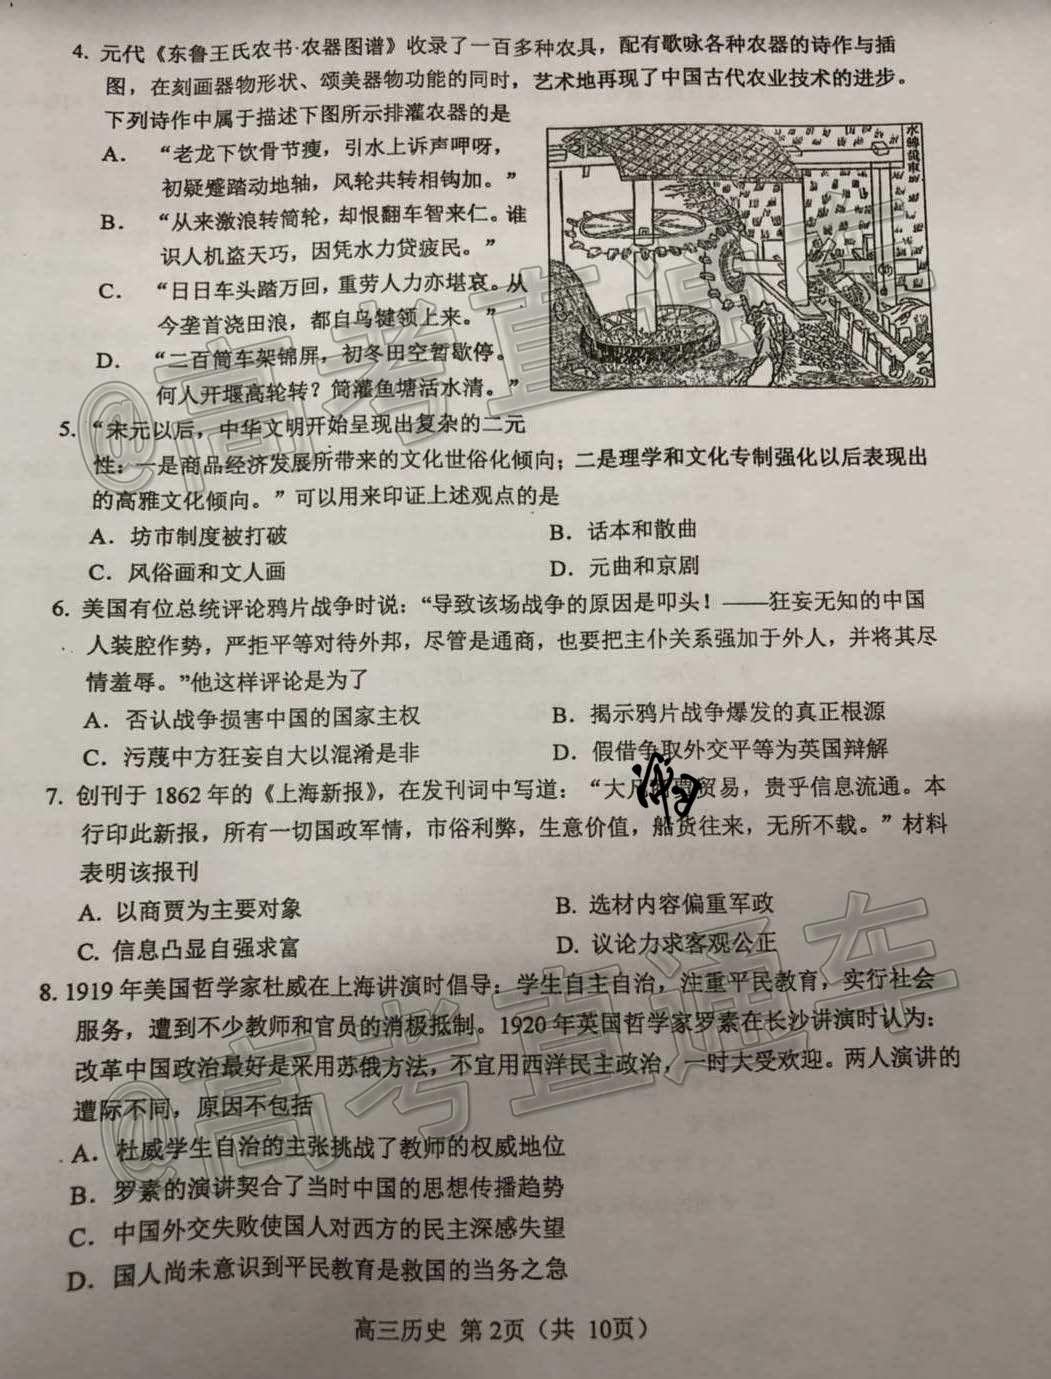 4. 元代《东鲁王氏农书·农器图谱》收录了一百多种农具，配有歌咏各种农器的诗作与插
图，在刻画器物形状、颂美器物功能的同时，艺术地再现了中国古代农业技术的进步。
下列诗作中属于描述下图所示排灌农器的是
A. “老龙下饮骨节瘦，引水上诉声呷呀，
初疑蹙踏动地轴，风轮共转相钩加。”
B. “从来激浪转筒轮，却恨翻车智来仁。谁
识人机盗天巧，因凭水力贷疲民。”
C. “日日车头踏万回，重劳人力亦堪哀。从
今垄首浇田浪，都自乌犍领上来。”
D. “二百筒车架锦屏，初冬田空暂歇停。
何人开堰高轮转？筒灌鱼塘活水清。”
5. “宋元以后，中华文明开始呈现出复杂的二元
性：一是商品经济发展所带来的文化世俗化倾向；二是理学和文化专制强化以后表现出
的高雅文化倾向。”可以用来印证上述观点的是
A. 坊市制度被打破
B. 话本和散曲
C. 风俗画和文人画
D. 元曲和京剧
6. 美国有位总统评论鸦片战争时说：“导致该场战争的原因是叩头！——狂妄无知的中国
人装腔作势，严拒平等对待外邦，尽管是通商，也要把主仆关系强加于外人，并将其尽
情羞辱。”他这样评论是为了
A. 否认战争损害中国的国家主权
B. 揭示鸦片战争爆发的真正根源
C. 污蔑中方狂妄自大以混淆是非
D. 假借争取外交平等为英国辩解
7. 创刊于 1862 年的《上海新报》，在发刊词中写道：“大凡贸易，贵乎信息流通。本
行印此新报，所有一切国政军情，市俗利弊，生意价值，船货往来，无所不载。”材料
表明该报刊
A. 以商贾为主要对象
B. 选材内容偏重军政
C. 信息凸显自强求富
D. 议论力求客观公正
8. 1919 年美国哲学家杜威在上海讲演时倡导：学生自主自治，注重平民教育，实行社会
服务，遭到不少教师和官员的消极抵制。1920 年英国哲学家罗素在长沙讲演时认为：
改革中国政治最好是采用苏俄方法，不宜用西洋民主政治，一时大受欢迎。两人演讲的
遭际不同，原因不包括
A. 杜威学生自治的主张挑战了教师的权威地位
B. 罗素的演讲契合了当时中国的思想传播趋势
C. 中国外交失败使国人对西方的民主深感失望
D. 国人尚未意识到平民教育是救国的当务之急
高三历史 第 2页（共 10页）
@高考直通车
@高考直通车